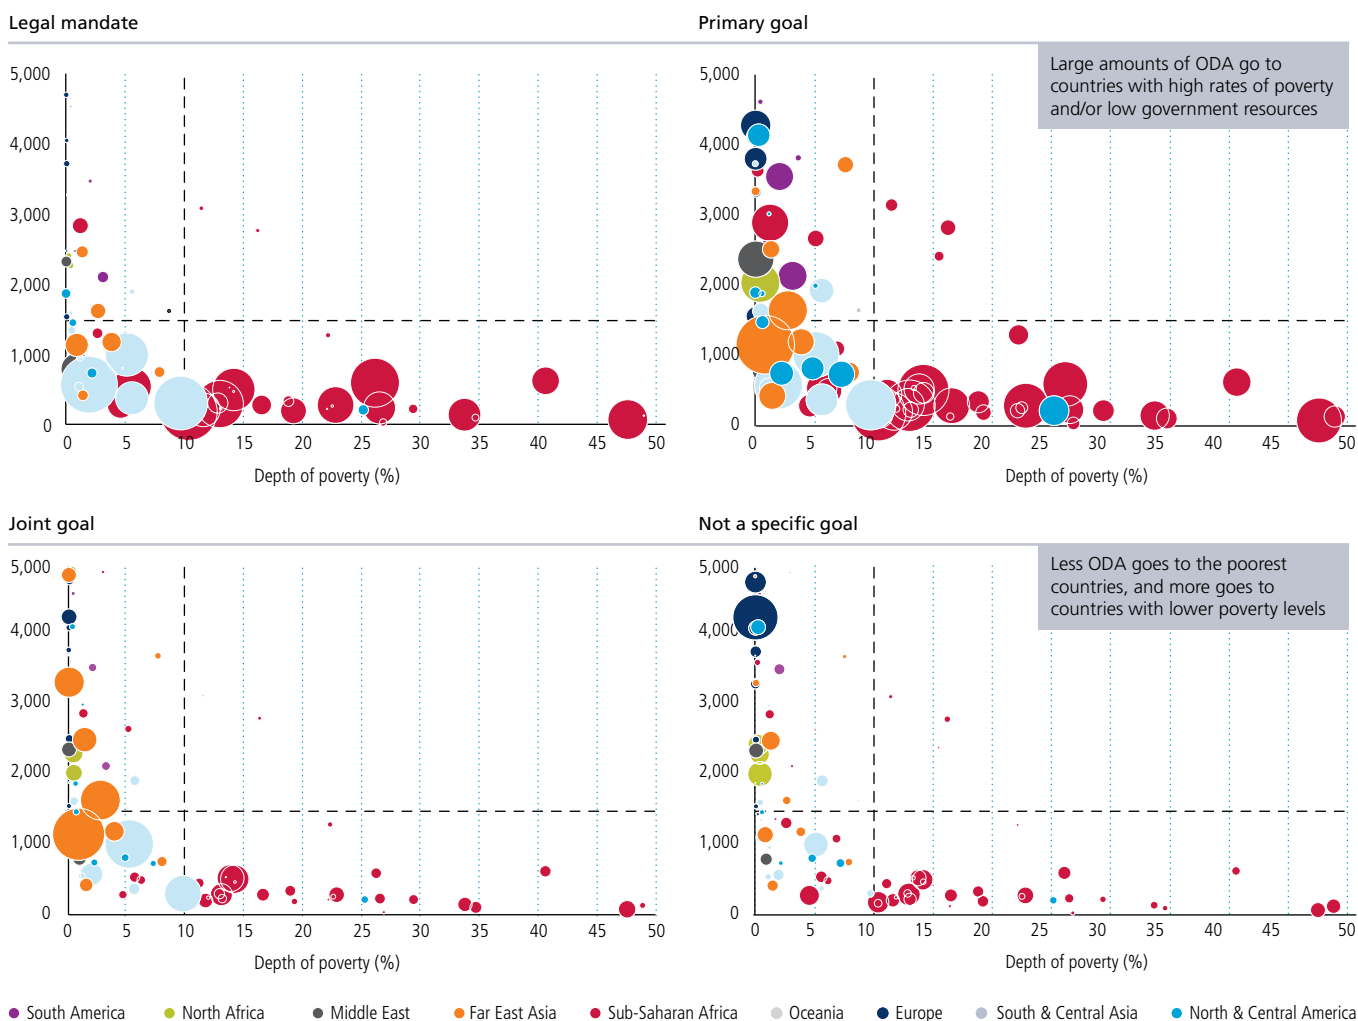 Legal mandate
5,000
4,000
3,000
2,000
1,000
0
0 5 10 15 20 25 30 35 40 45 50
Depth of poverty (%)
Primary goal
Large amounts of ODA go to
countries with high rates of poverty
and/or low government resources
5,000
4,000
3,000
2,000
1,000
0
0 5 10 15 20 25 30 35 40 45 50
Depth of poverty (%)
Joint goal
5,000
4,000
3,000
2,000
1,000
0
0 5 10 15 20 25 30 35 40 45 50
Depth of poverty (%)
Not a specific goal
Less ODA goes to the poorest
countries, and more goes to
countries with lower poverty levels
5,000
4,000
3,000
2,000
1,000
0
0 5 10 15 20 25 30 35 40 45 50
Depth of poverty (%)
South America North Africa Middle East Far East Asia Sub-Saharan Africa Oceania Europe South & Central Asia North & Central America